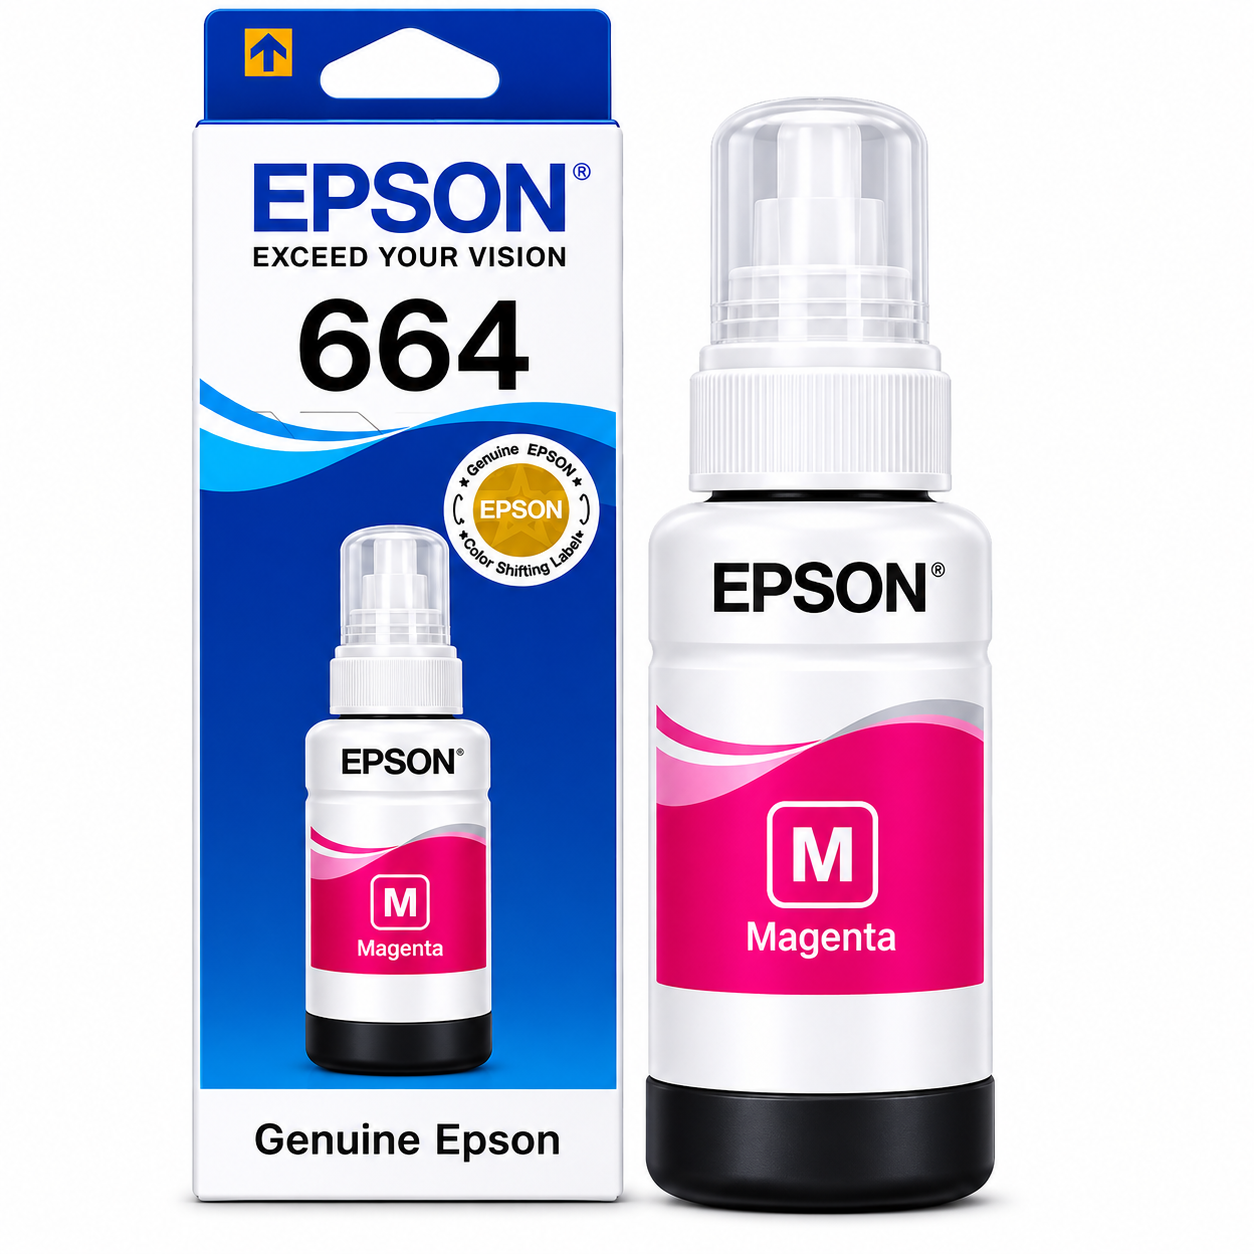 EPSON®
EXCEED YOUR VISION
664
Genuine EPSON
EPSON
Color Shifting Label
EPSON®
M
Magenta
Genuine Epson
EPSON®
M
Magenta